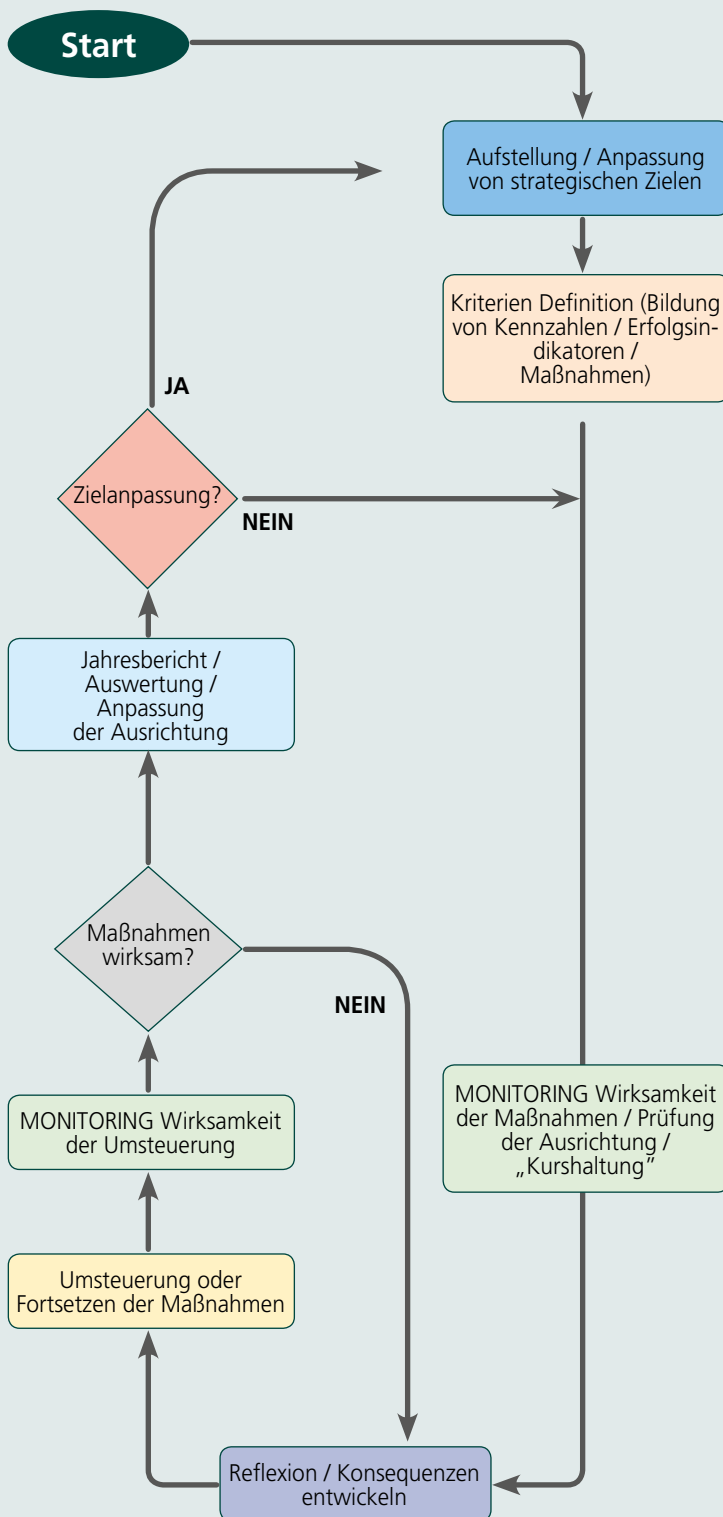 Start
Aufstellung / Anpassung
von strategischen Zielen
Kriterien Definition (Bildung
von Kennzahlen / Erfolgsin-
dikatoren /
Maßnahmen)
JA
Zielanpassung?
NEIN
Jahresbericht /
Auswertung /
Anpassung
der Ausrichtung
Maßnahmen
wirksam?
NEIN
MONITORING Wirksamkeit
der Maßnahmen / Prüfung
der Ausrichtung /
„Kurshaltung”
MONITORING Wirksamkeit
der Umsteuerung
Umsteuerung oder
Fortsetzen der Maßnahmen
Reflexion / Konsequenzen
entwickeln